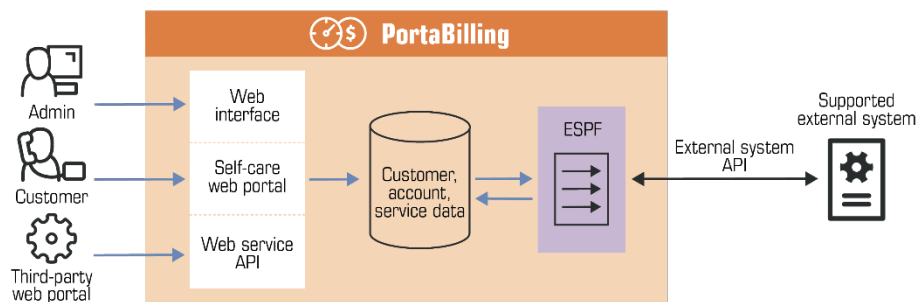 $ PortaBilling
Admin
Customer
Third-party
web portal
Web
interface
Self-care
web portal
Web service
API
Customer,
account,
service data
ESPF
External system
API
Supported
external system